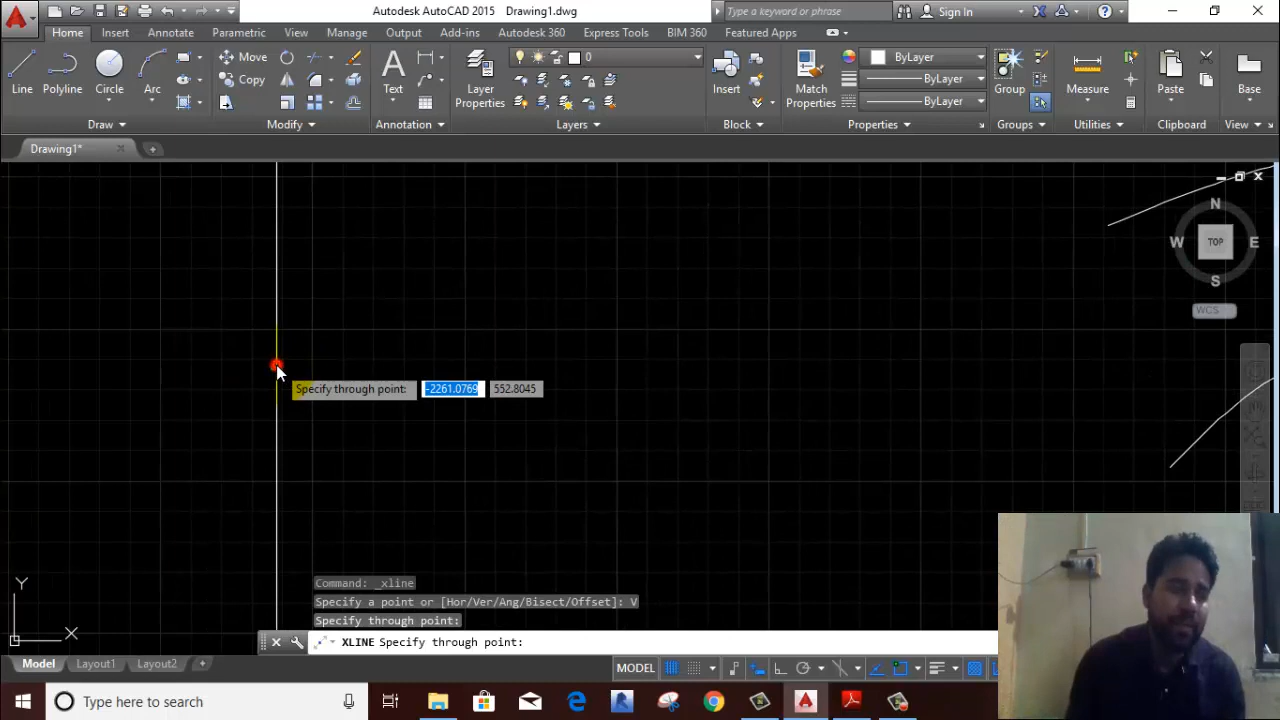 Autodesk AutoCAD 2015 Drawing1.dwg
Type a keyword or phrase
Sign In
Home Insert Annotate Parametric View Manage Output Add-ins Autodesk 360 Express Tools BIM 360 Featured Apps
Line Polyline Circle Arc
Move
Copy
Text
Layer Properties
0
Insert
Match Properties
ByLayer
ByLayer
ByLayer
Group
Measure
Paste
Base
Draw Modify Annotation Layers Block Properties Groups Utilities Clipboard View
Drawing1*
N
W TOP E
S
WCS
Specify through point: -2261.0769 552.8045
Command: _xline
Specify a point or [Hor/Ver/Ang/Bisect/Offset]: V
Specify through point:
Y
X
XLINE Specify through point:
Model Layout1 Layout2
MODEL
Type here to search